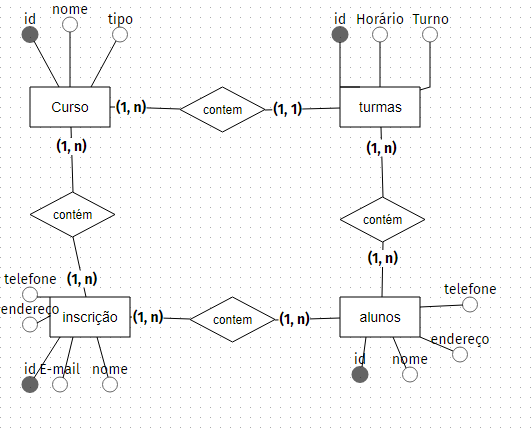 id nome tipo id Horário Turno
Curso (1, n) contem (1, 1) turmas
(1, n) (1, n)
contém contém
(1, n)
telefone (1, n) telefone
endereço inscrição (1, n) contem (1, n) alunos
endereço
id E-mail nome id nome